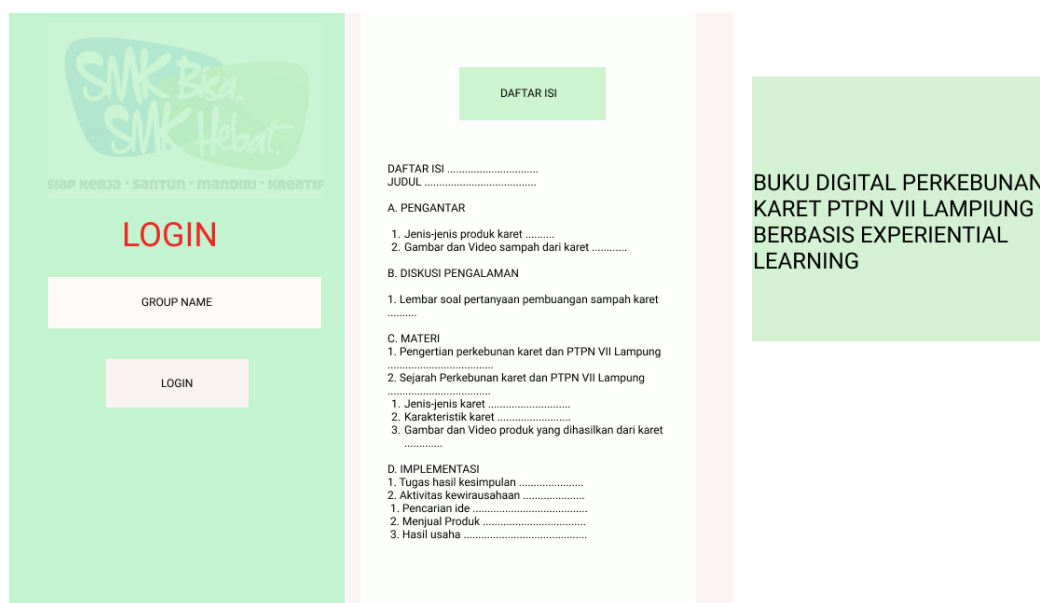 SMK Bisa.
SMK Hebat.
SIAP KERJA • SANTUN • MANDIRI • KREATIF
LOGIN
GROUP NAME
LOGIN
DAFTAR ISI
DAFTAR ISI ..............................
JUDUL .....................................
A. PENGANTAR
1. Jenis-jenis produk karet ..........
2. Gambar dan Video sampah dari karet ............
B. DISKUSI PENGALAMAN
1. Lembar soal pertanyaan pembuangan sampah karet
..........
C. MATERI
1. Pengertian perkebunan karet dan PTPN VII Lampung
...................................
2. Sejarah Perkebunan karet dan PTPN VII Lampung
..................................
1. Jenis-jenis karet ...........................
2. Karakteristik karet ........................
3. Gambar dan Video produk yang dihasilkan dari karet
.............
D. IMPLEMENTASI
1. Tugas hasil kesimpulan .....................
2. Aktivitas kewirausahaan ....................
1. Pencarian ide ......................................
2. Menjual Produk ..................................
3. Hasil usaha .........................................
BUKU DIGITAL PERKEBUNAN
KARET PTPN VII LAMPIUNG
BERBASIS EXPERIENTIAL
LEARNING